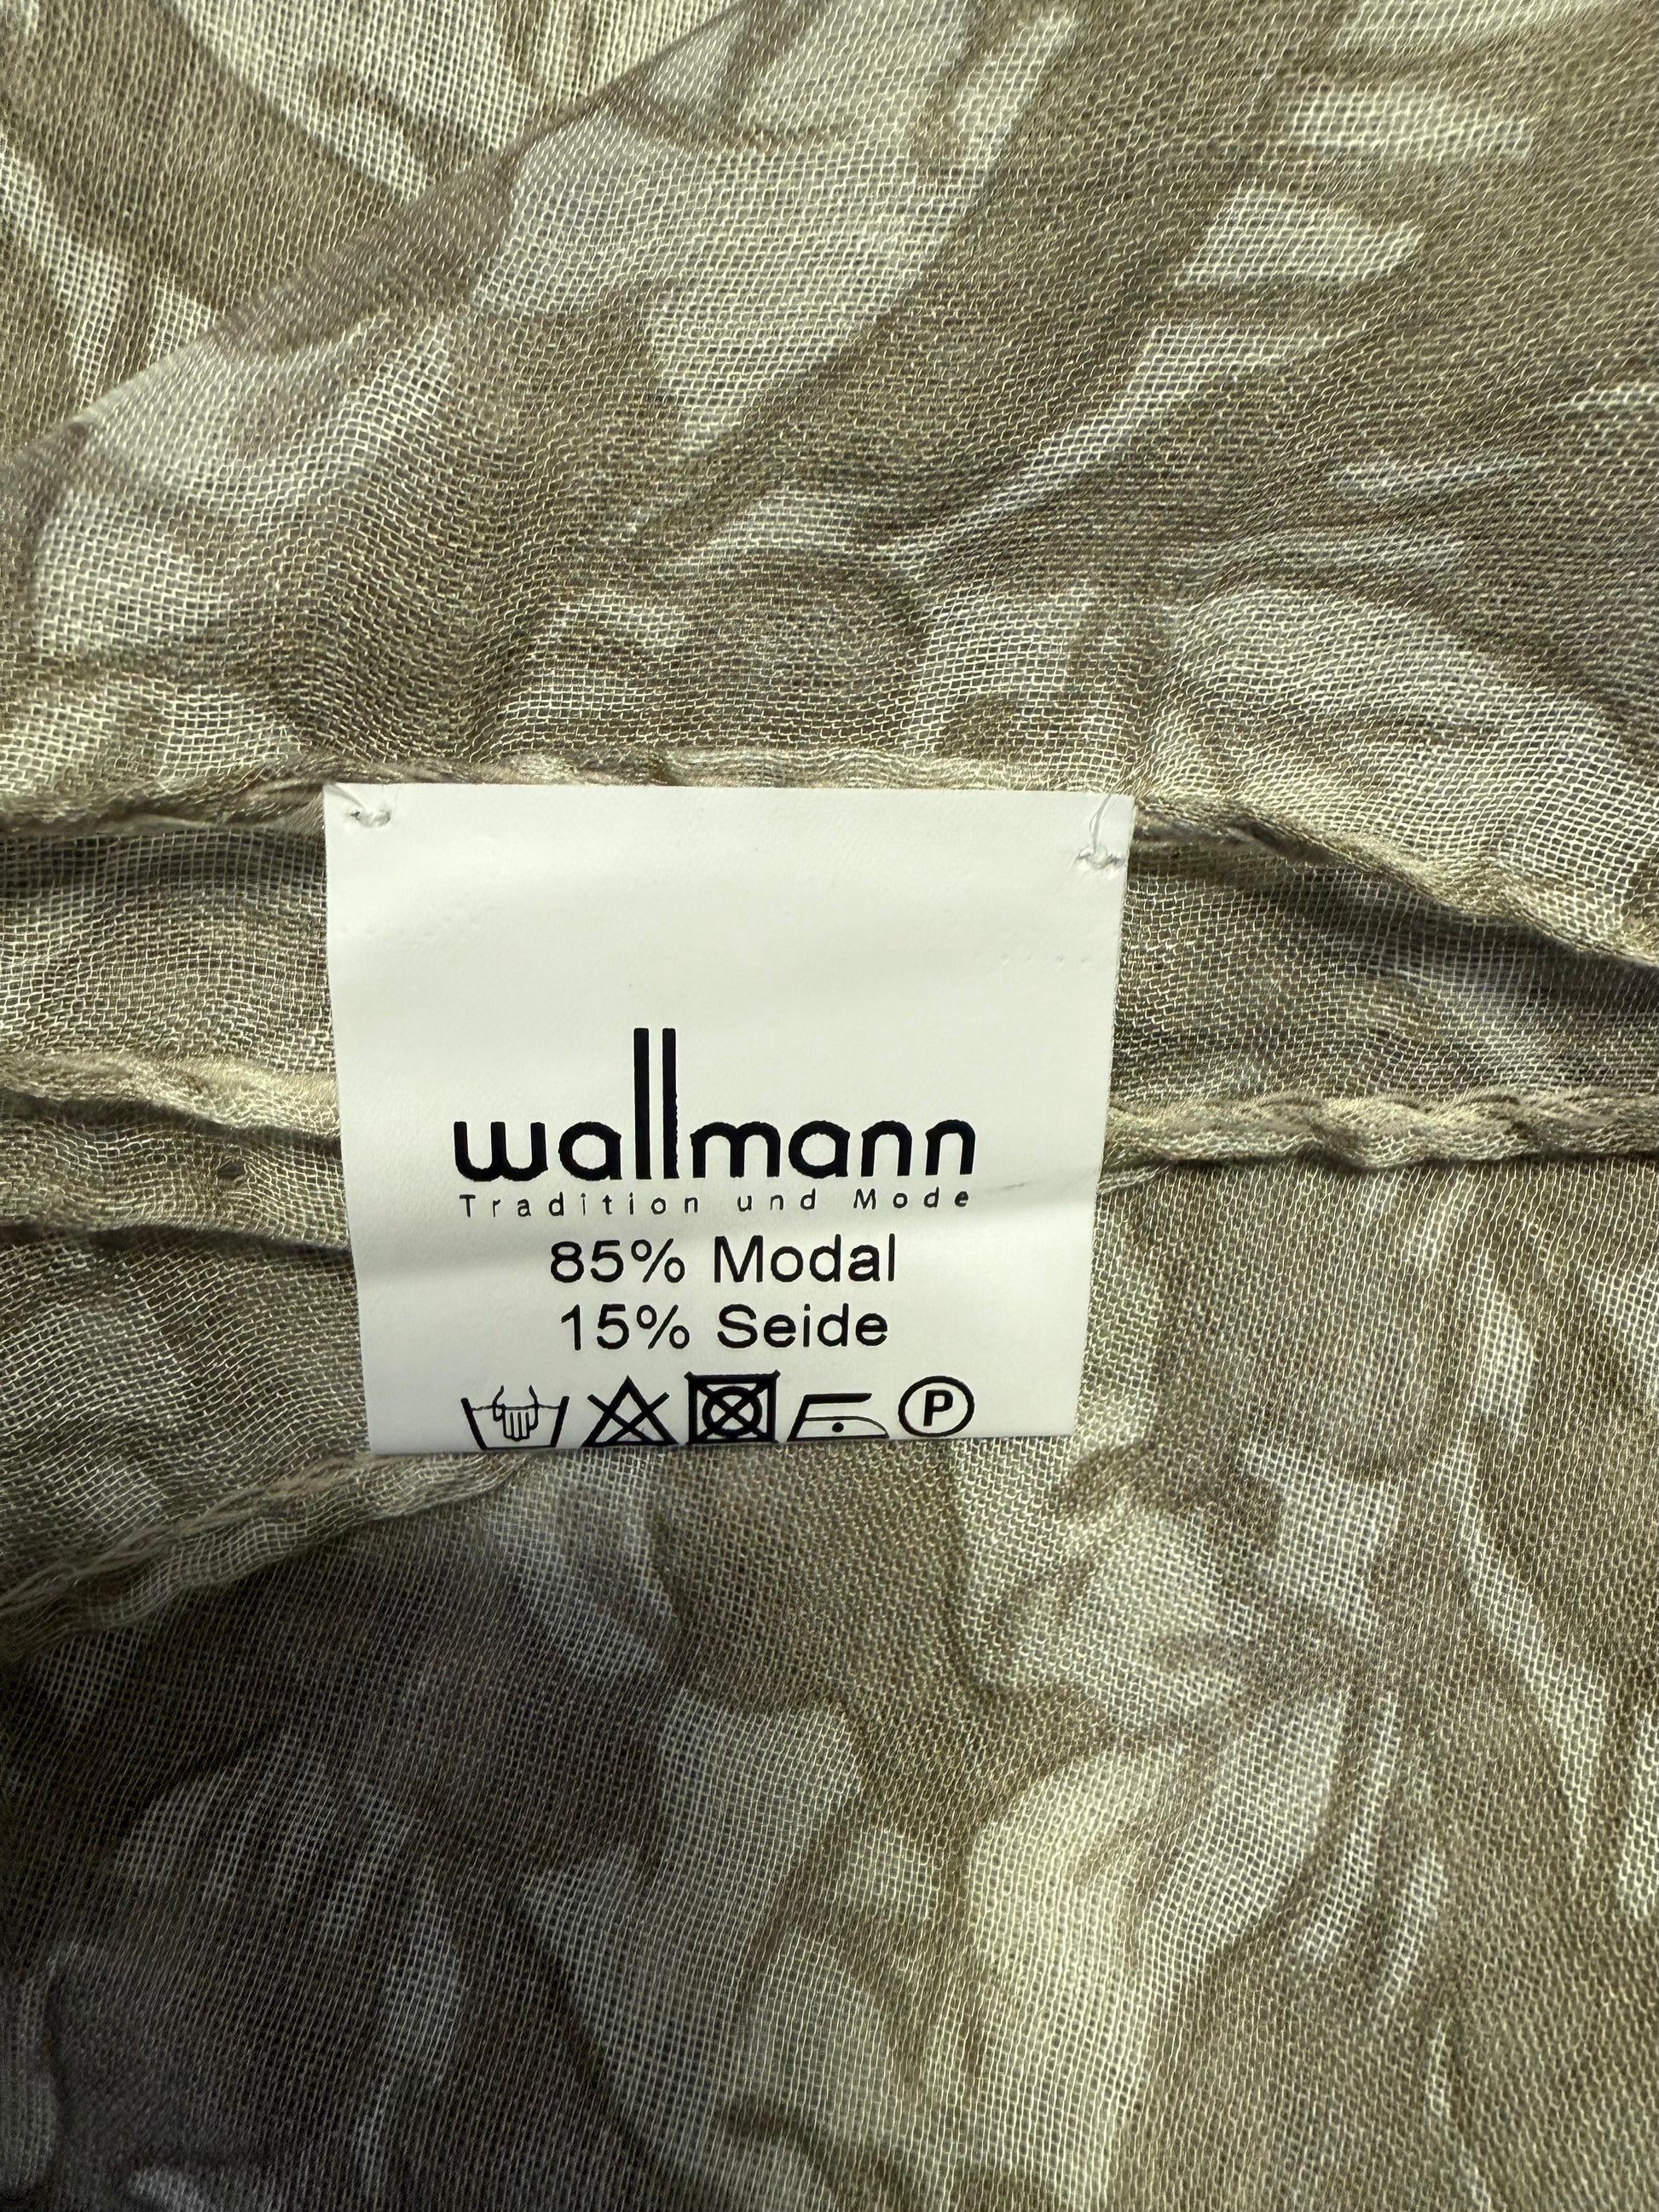 wallmann
Tradition und Mode
85% Modal
15% Seide
P